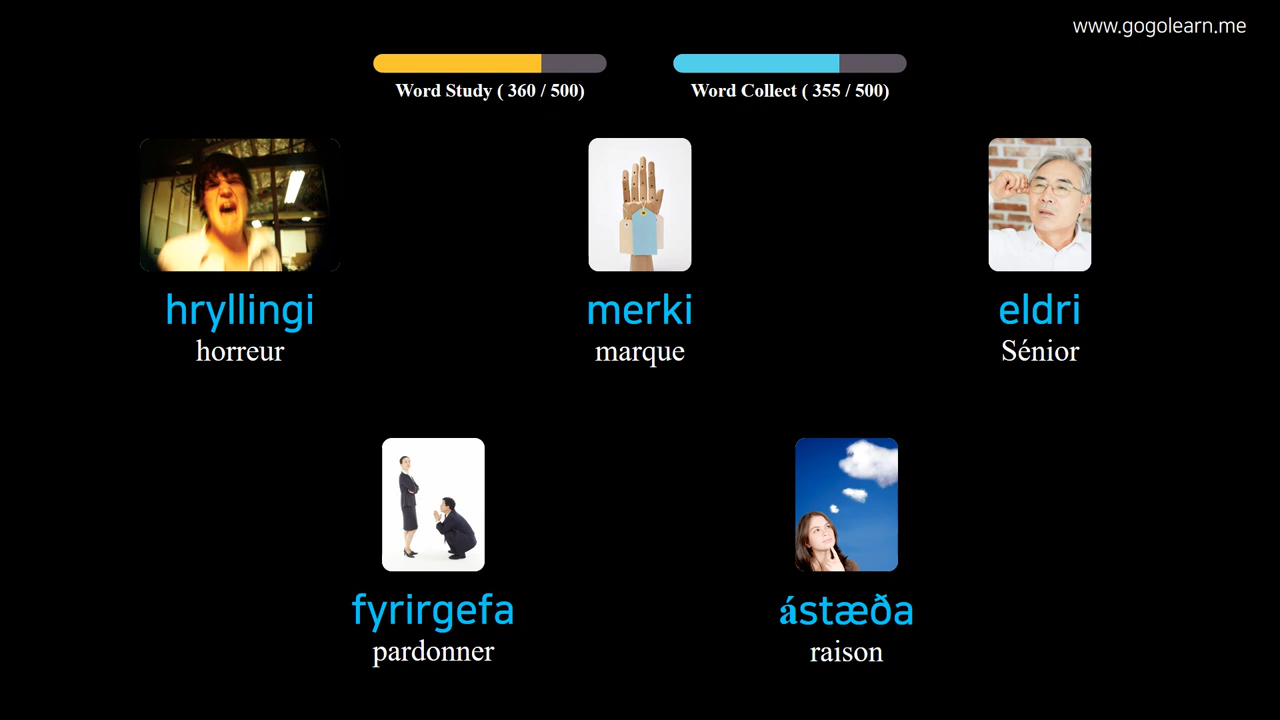 www.gogolearn.me
Word Study ( 360 / 500)
Word Collect ( 355 / 500)
hryllingi
horreur
merki
marque
eldri
Sénior
fyrirgefa
pardonner
ástæða
raison